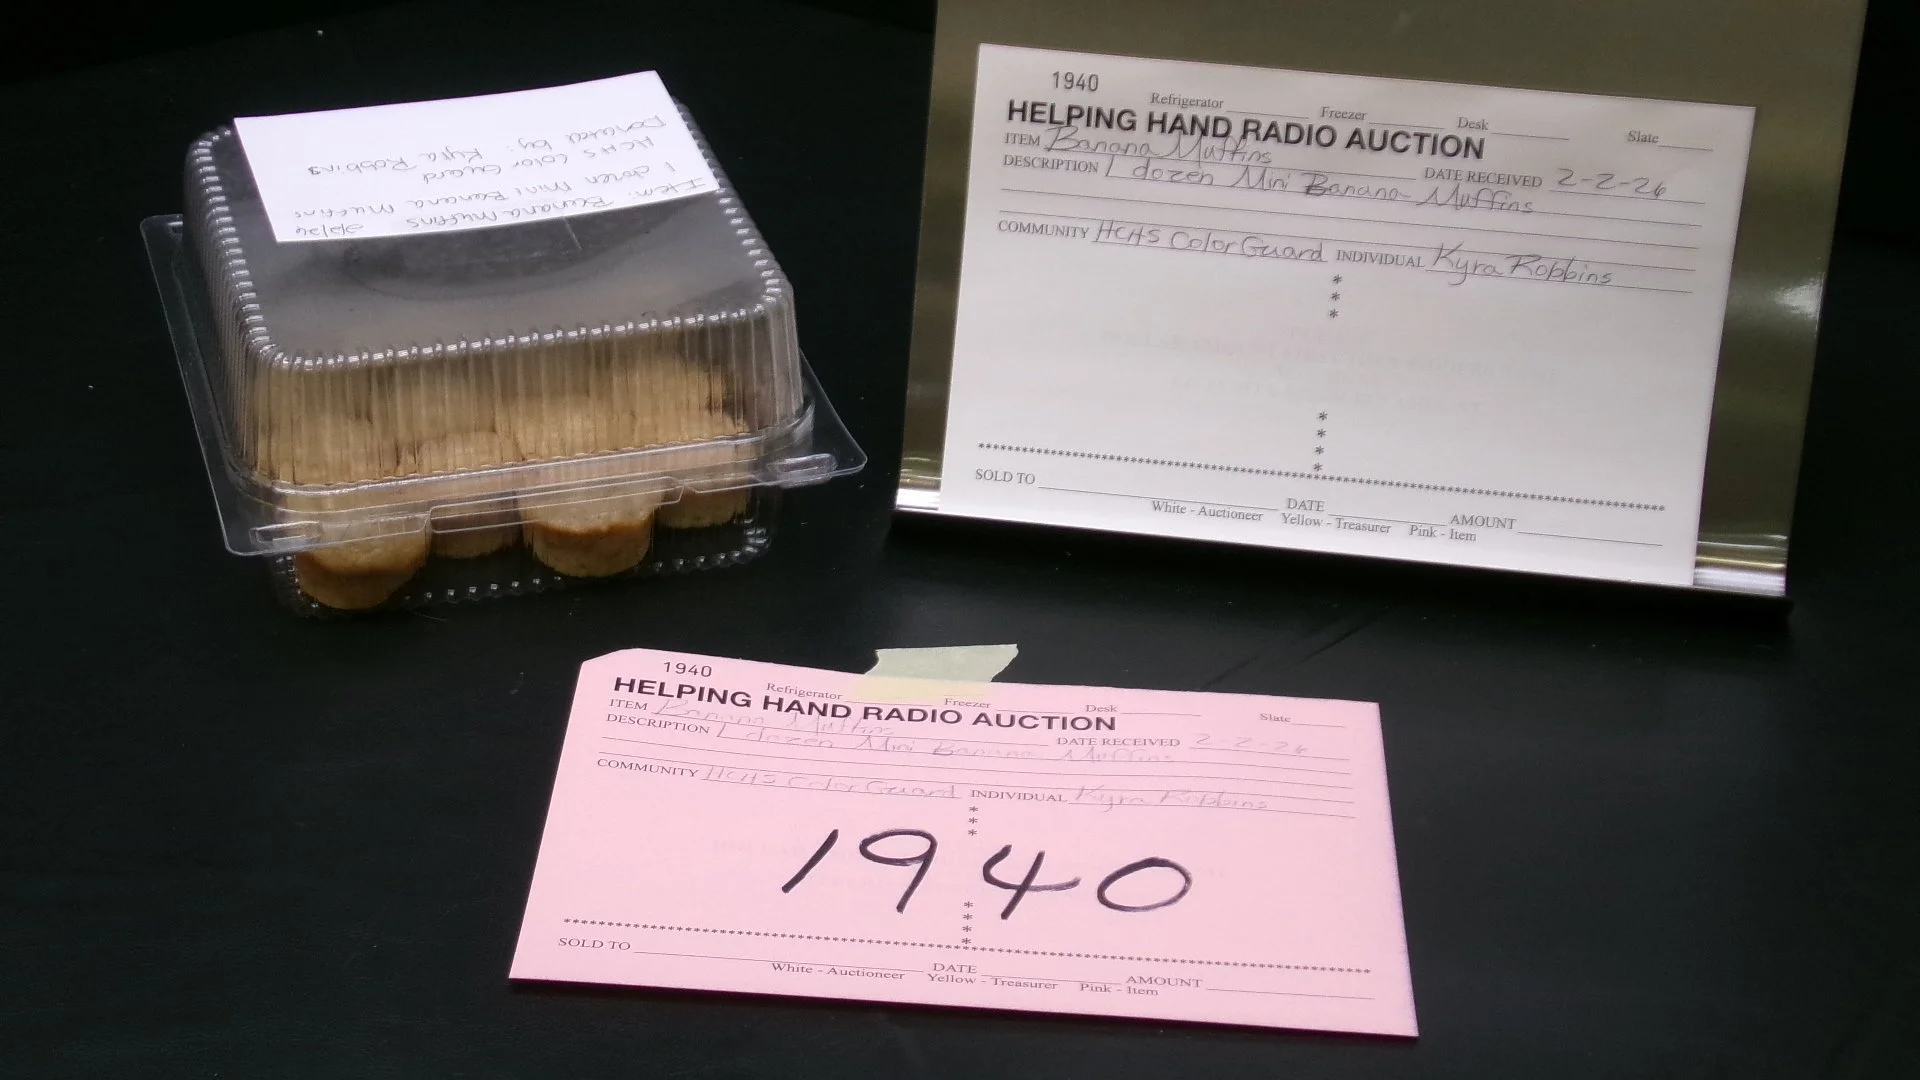 Item: Banana Muffins 2/2/26
1 dozen Mini Banana Muffins
HCHS Color Guard
Donated by: Kyra Robbins
1940
Refrigerator Freezer Desk Slate
HELPING HAND RADIO AUCTION
ITEM Banana Muffins DATE RECEIVED 2-2-26
DESCRIPTION 1 dozen Mini Banana Muffins
COMMUNITY HCHS Color Guard INDIVIDUAL Kyra Robbins
*
*
*
*
*
*
*
SOLD TO DATE AMOUNT
White - Auctioneer Yellow - Treasurer Pink - Item
1940
Refrigerator Freezer Desk Slate
HELPING HAND RADIO AUCTION
ITEM Banana Muffins DATE RECEIVED 2-2-26
DESCRIPTION 1 dozen Mini Banana Muffins
COMMUNITY HCHS Color Guard INDIVIDUAL Kyra Robbins
*
*
*
1940
*
*
*
*
SOLD TO DATE AMOUNT
White - Auctioneer Yellow - Treasurer Pink - Item